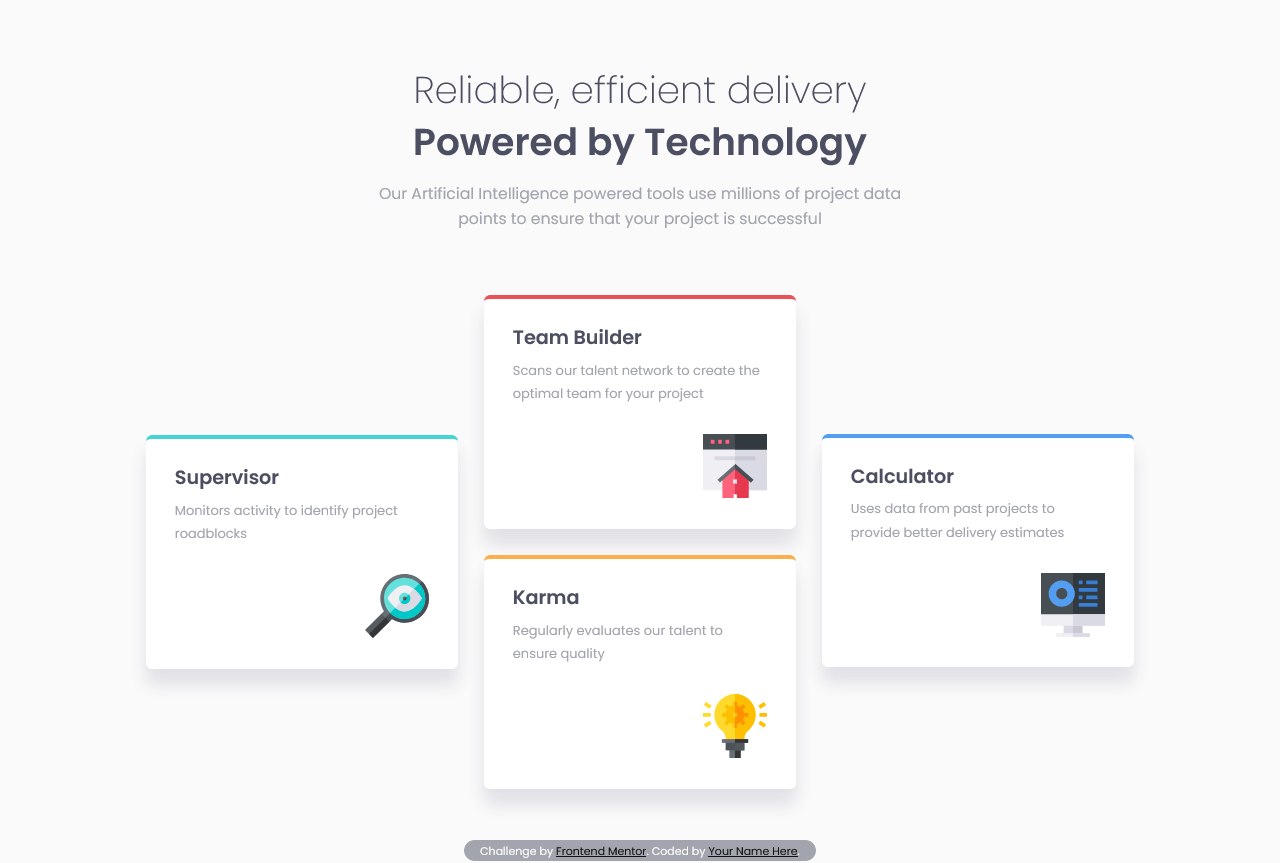 Reliable, efficient delivery
Powered by Technology
Our Artificial Intelligence powered tools use millions of project data
points to ensure that your project is successful
Team Builder
Scans our talent network to create the
optimal team for your project
Supervisor
Monitors activity to identify project
roadblocks
Calculator
Uses data from past projects to
provide better delivery estimates
Karma
Regularly evaluates our talent to
ensure quality
Challenge by Frontend Mentor. Coded by Your Name Here.